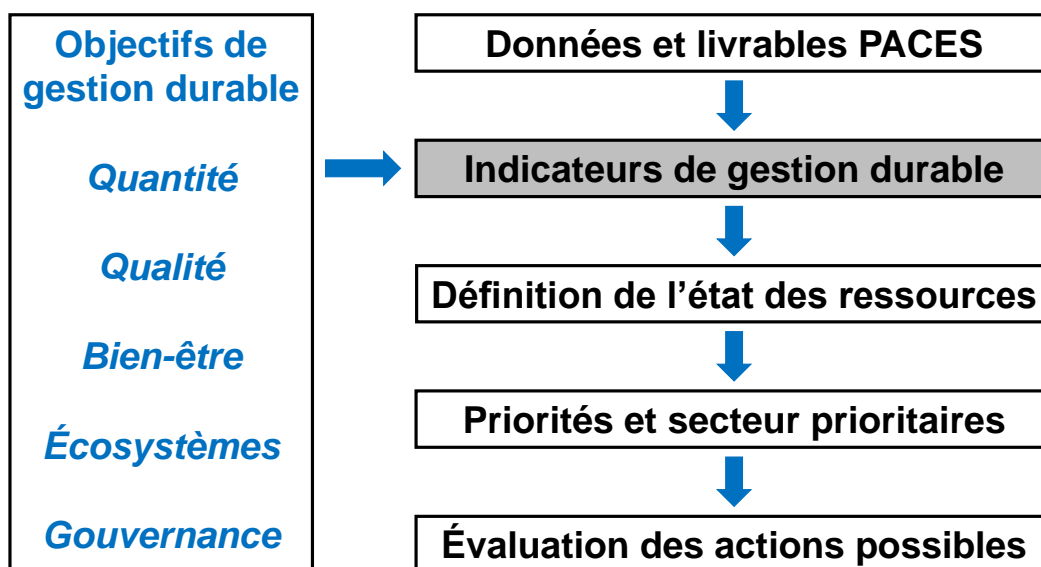 Objectifs de
gestion durable
Quantité
Qualité
Bien-être
Écosystèmes
Gouvernance
Données et livrables PACES
Indicateurs de gestion durable
Définition de l’état des ressources
Priorités et secteur prioritaires
Évaluation des actions possibles